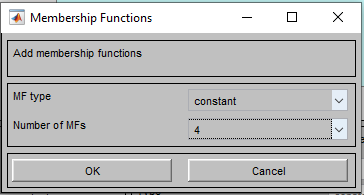 Membership Functions
Add membership functions
MF type constant
Number of MFs 4
OK Cancel